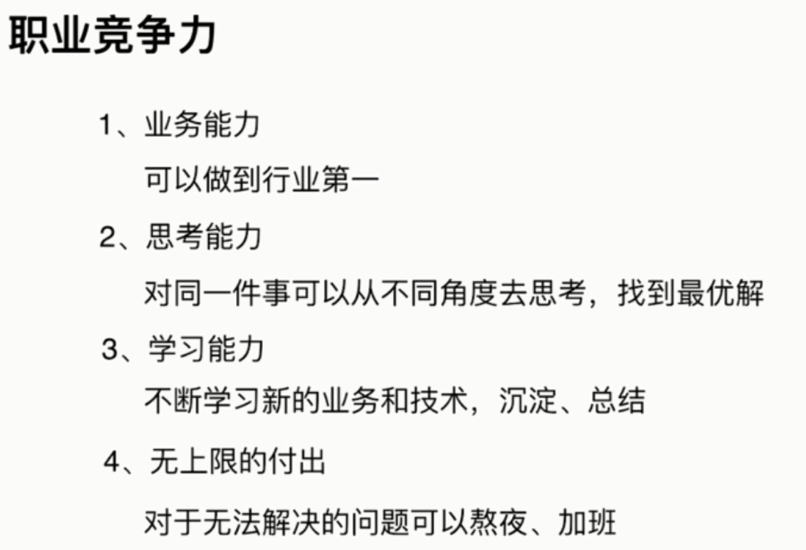 职业竞争力
1、业务能力
可以做到行业第一
2、思考能力
对同一件事可以从不同角度去思考，找到最优解
3、学习能力
不断学习新的业务和技术，沉淀、总结
4、无上限的付出
对于无法解决的问题可以熬夜、加班